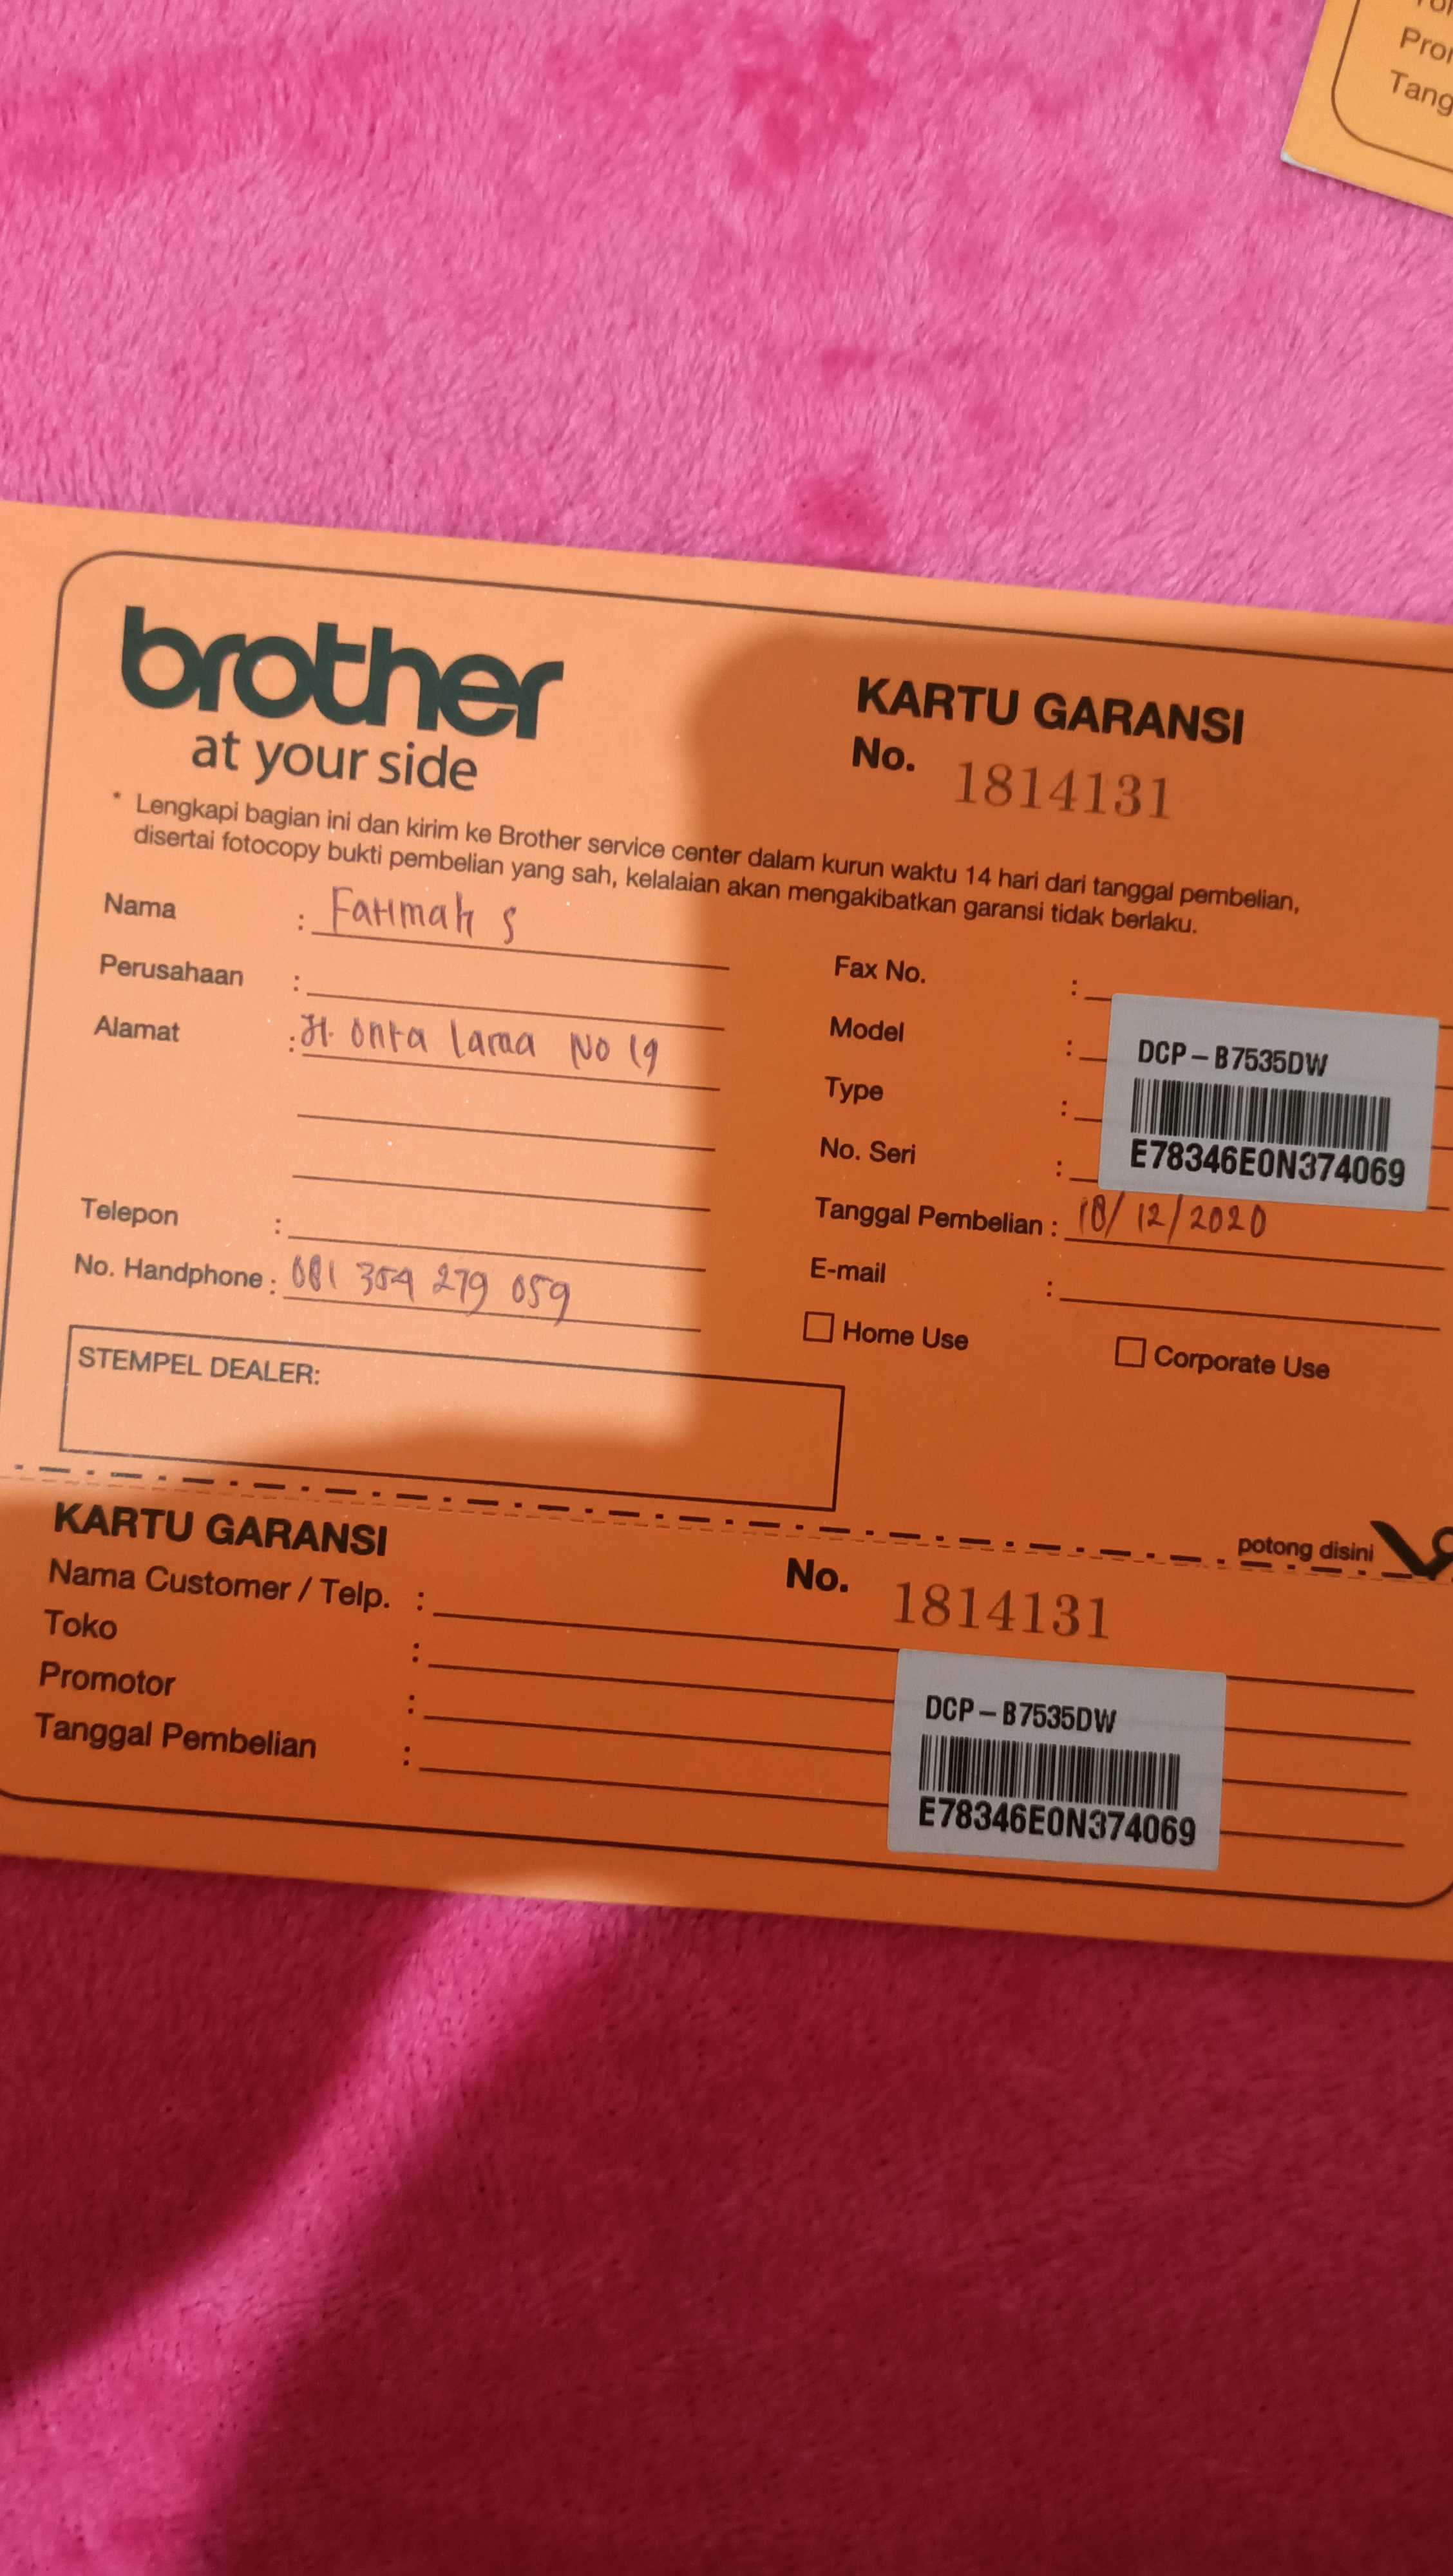 Pro
Tang
brother
at your side
KARTU GARANSI
No. 1814131
* Lengkapi bagian ini dan kirim ke Brother service center dalam kurun waktu 14 hari dari tanggal pembelian,
disertai fotocopy bukti pembelian yang sah, kelalaian akan mengakibatkan garansi tidak berlaku.
Nama : Fatimah S
Perusahaan :
Alamat : Jl. Onta lama No 19
Telepon :
No. Handphone : 081 354 279 059
Fax No. :
Model :
Type :
No. Seri :
DCP-B7535DW
E78346E0N374069
Tanggal Pembelian : 18/12/2020
E-mail :
Home Use
Corporate Use
STEMPEL DEALER:
potong disini
KARTU GARANSI
No. 1814131
Nama Customer / Telp. :
Toko :
Promotor :
Tanggal Pembelian :
DCP-B7535DW
E78346E0N374069